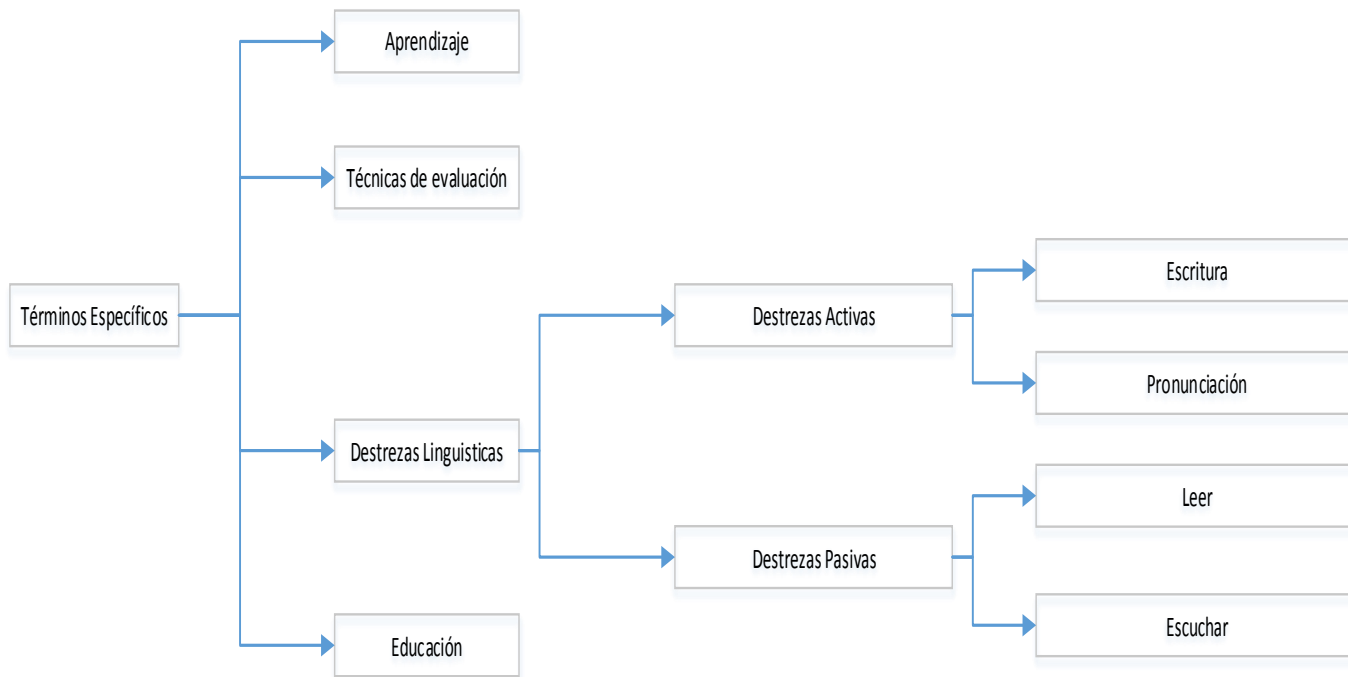 Aprendizaje
Técnicas de evaluación
Términos Específicos
Destrezas Linguisticas
Educación
Destrezas Activas
Destrezas Pasivas
Escritura
Pronunciación
Leer
Escuchar